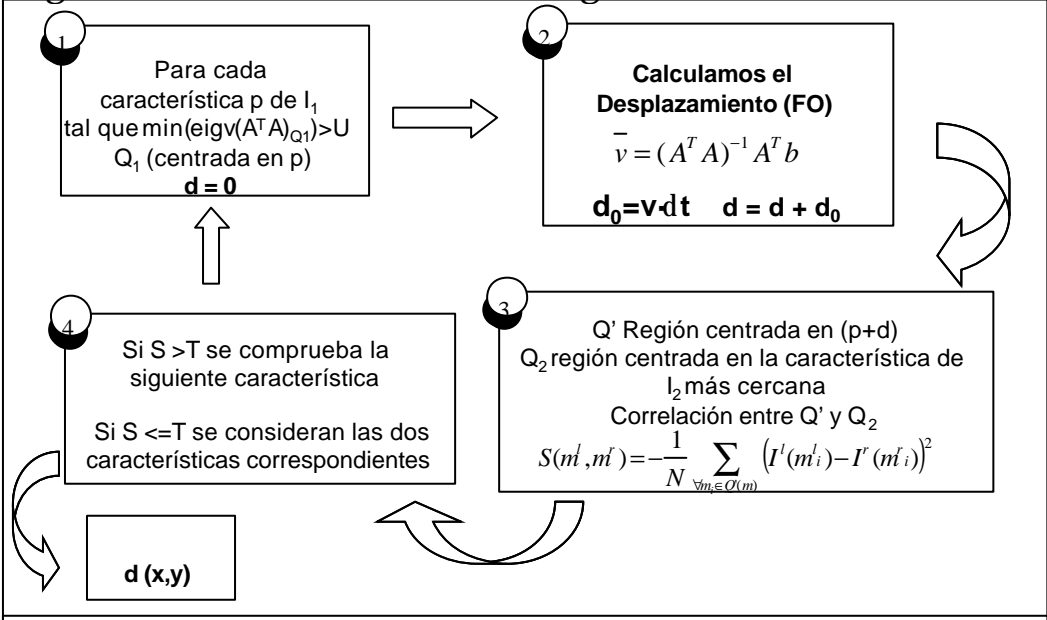 1
Para cada
característica p de I₁
tal que min(eigv(AᵀA)Q1)>U
Q₁ (centrada en p)
d = 0
2
Calculamos el
Desplazamiento (FO)
v̅ = (AᵀA)⁻¹ Aᵀb
d₀=v·dt d = d + d₀
3
Q' Región centrada en (p+d)
Q₂ región centrada en la característica de
I₂ más cercana
Correlación entre Q' y Q₂
S(mˡ,mʳ) = -1/N ∑ ∀mᵢ∈Q(m) (Iˡ(mˡᵢ) - Iʳ(mʳᵢ))²
4
Si S >T se comprueba la
siguiente característica
Si S <=T se consideran las dos
características correspondientes
d (x,y)